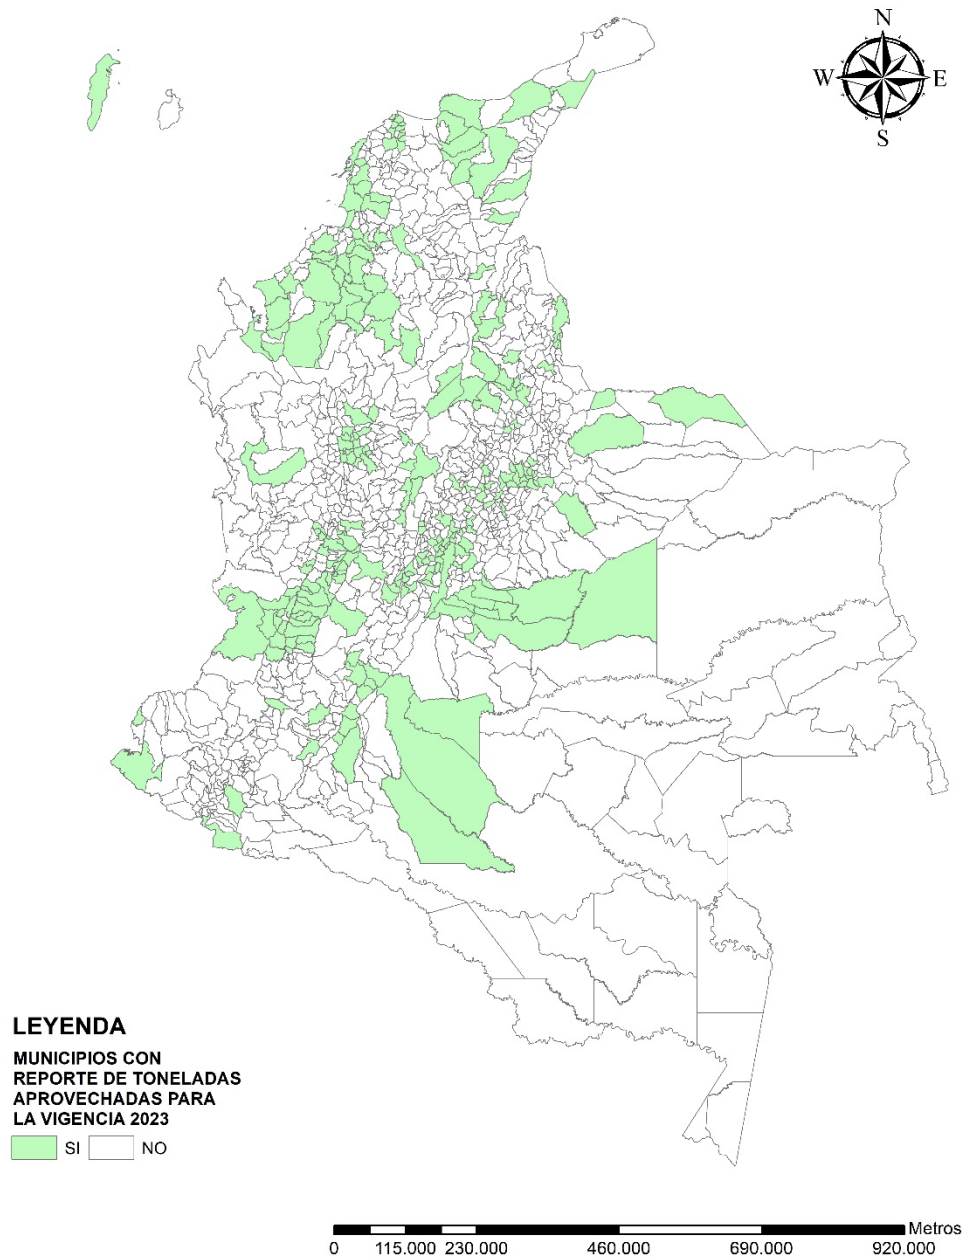 N
W E
S
LEYENDA
MUNICIPIOS CON
REPORTE DE TONELADAS
APROVECHADAS PARA
LA VIGENCIA 2023
SI NO
Metros
0 115.000 230.000 460.000 690.000 920.000